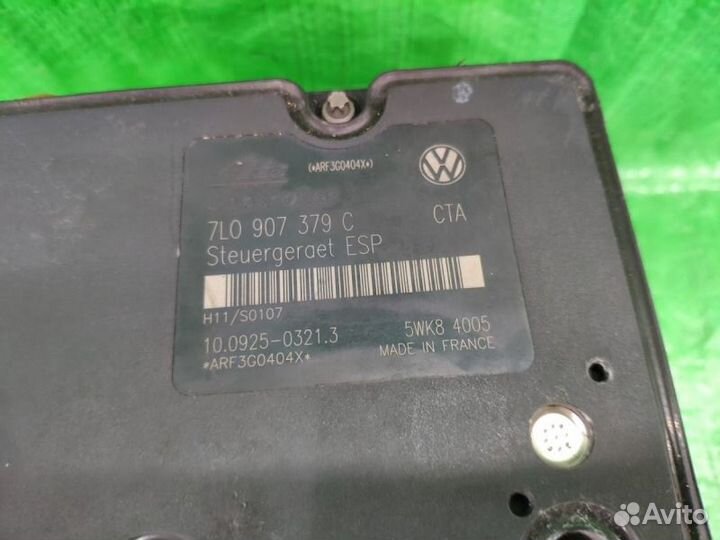 (*ARF3G0404X*)
7L0 907 379 C CTA
Steuergeraet ESP
H11/S0107
10.0925-0321.3 5WK8 4005
*ARF3G0404X* MADE IN FRANCE
Avito